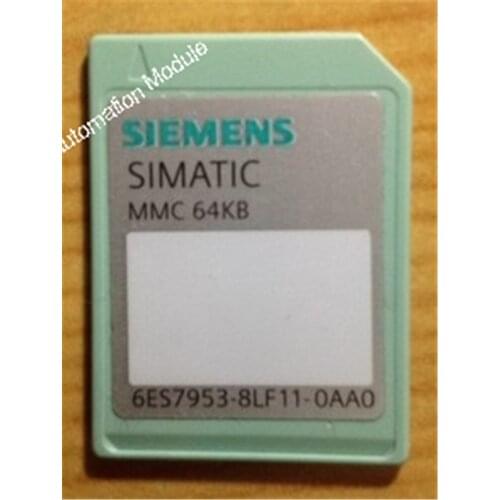 Automation Module
SIEMENS
SIMATIC
MMC 64KB
6ES7953-8LF11-0AA0